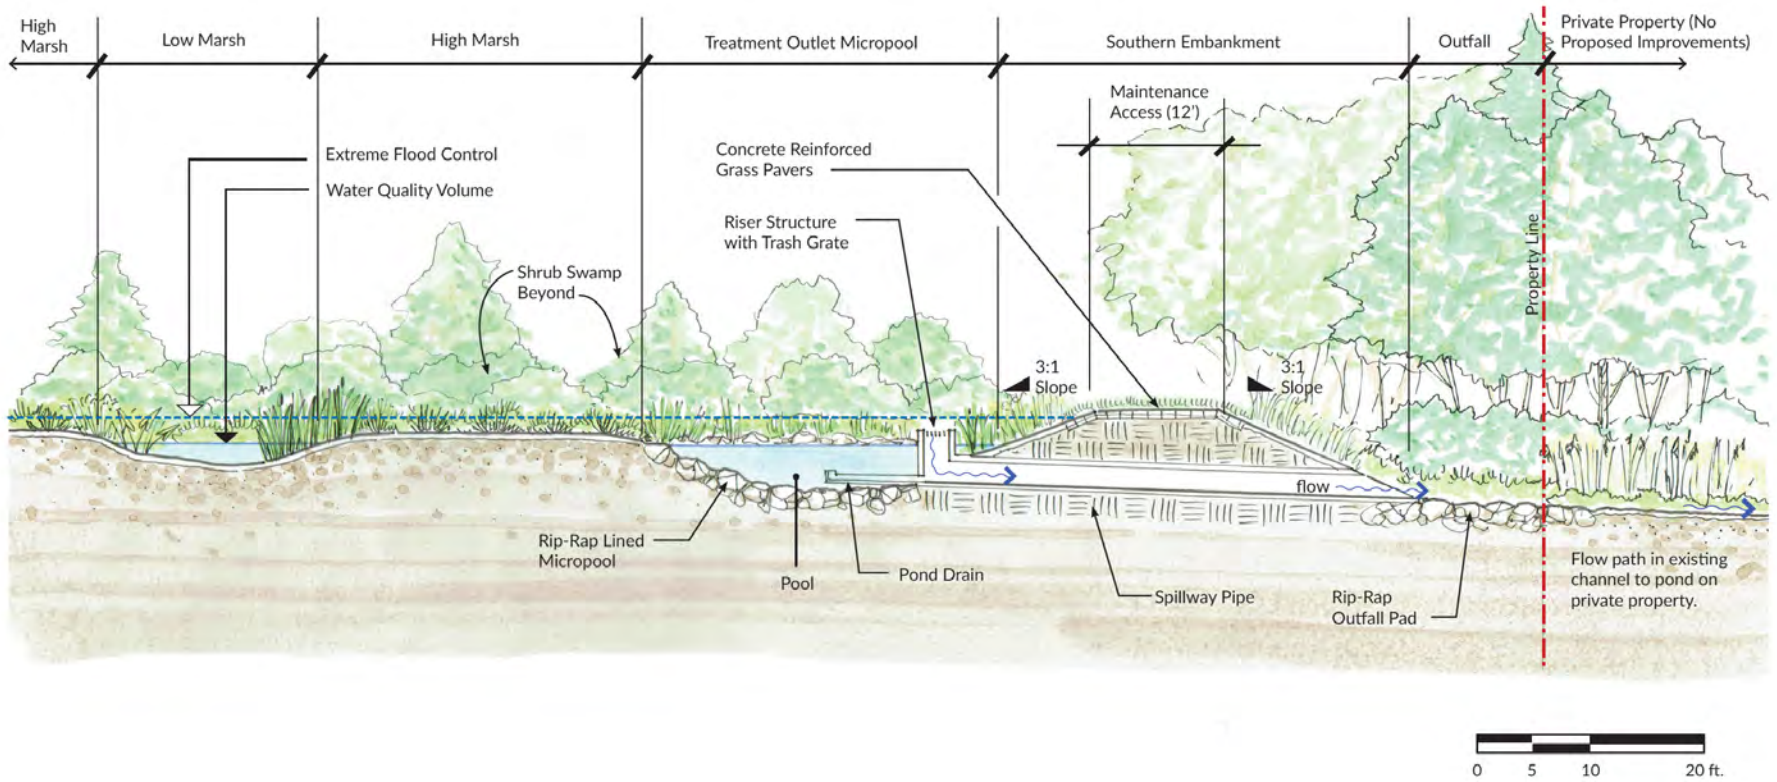 High
Marsh
Low Marsh
High Marsh
Treatment Outlet Micropool
Southern Embankment
Outfall
Private Property (No
Proposed Improvements)
Maintenance
Access (12')
Extreme Flood Control
Water Quality Volume
Concrete Reinforced
Grass Pavers
Riser Structure
with Trash Grate
Shrub Swamp
Beyond
Property Line
3:1
Slope
3:1
Slope
flow
Rip-Rap Lined
Micropool
Pool
Pond Drain
Spillway Pipe
Rip-Rap
Outfall Pad
Flow path in existing
channel to pond on
private property.
0 5 10 20 ft.